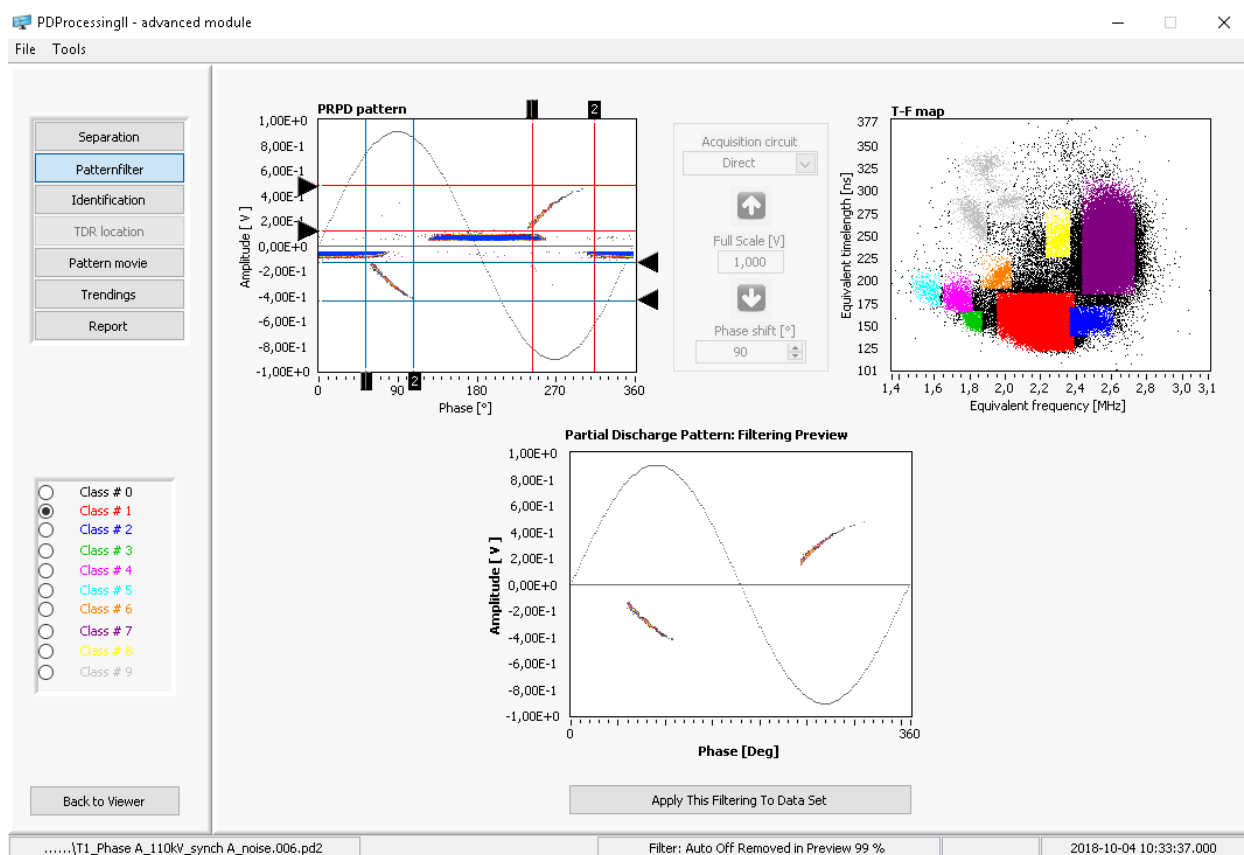 PDProcessingII - advanced module
File Tools
Separation
Patternfilter
Identification
TDR location
Pattern movie
Trendings
Report
Class # 0
Class # 1
Class # 2
Class # 3
Class # 4
Class # 5
Class # 6
Class # 7
Class # 8
Class # 9
Back to Viewer
PRPD pattern
2
1,00E+0
8,00E-1
6,00E-1
4,00E-1
2,00E-1
0,00E+0
-2,00E-1
-4,00E-1
-6,00E-1
-8,00E-1
-1,00E+0
Amplitude [ V ]
0 90 180 270 360
2
Phase [°]
Acquisition circuit
Direct
Full Scale [V]
1,000
Phase shift [°]
90
T-F map
377
350
325
300
275
250
225
200
175
150
125
101
Equivalent timelength [ns]
1,4 1,6 1,8 2,0 2,2 2,4 2,6 2,8 3,0 3,1
Equivalent frequency [MHz]
Partial Discharge Pattern: Filtering Preview
1,00E+0
8,00E-1
6,00E-1
4,00E-1
2,00E-1
0,00E+0
-2,00E-1
-4,00E-1
-6,00E-1
-8,00E-1
-1,00E+0
Amplitude [ V ]
0 360
Phase [Deg]
Apply This Filtering To Data Set
......\T1_Phase A_110kV_synch A_noise.006.pd2
Filter: Auto Off Removed in Preview 99 %
2018-10-04 10:33:37.000